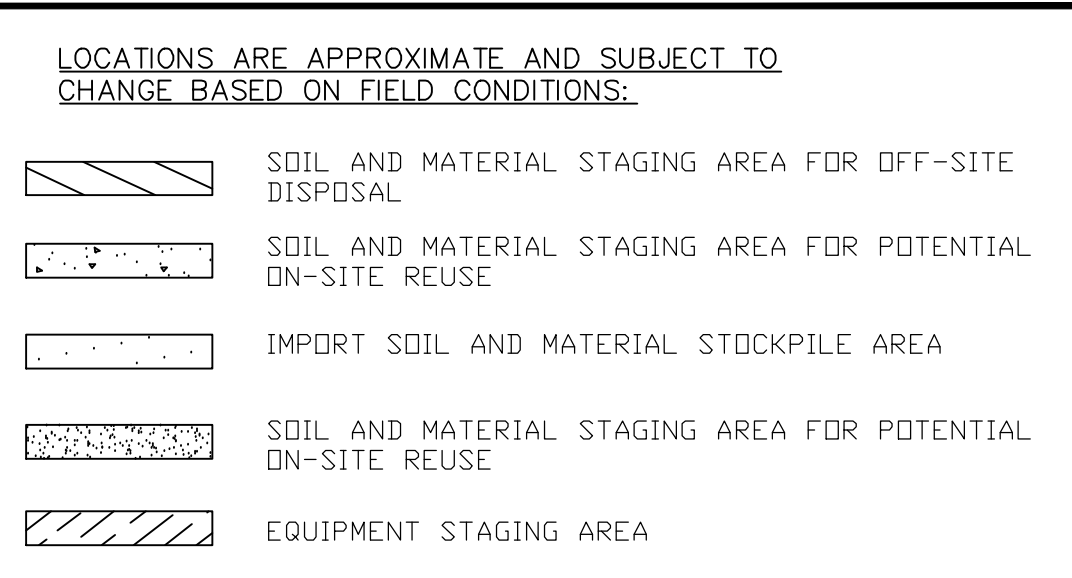 LOCATIONS ARE APPROXIMATE AND SUBJECT TO
CHANGE BASED ON FIELD CONDITIONS:
SOIL AND MATERIAL STAGING AREA FOR OFF-SITE
DISPOSAL
SOIL AND MATERIAL STAGING AREA FOR POTENTIAL
ON-SITE REUSE
IMPORT SOIL AND MATERIAL STOCKPILE AREA
SOIL AND MATERIAL STAGING AREA FOR POTENTIAL
ON-SITE REUSE
EQUIPMENT STAGING AREA